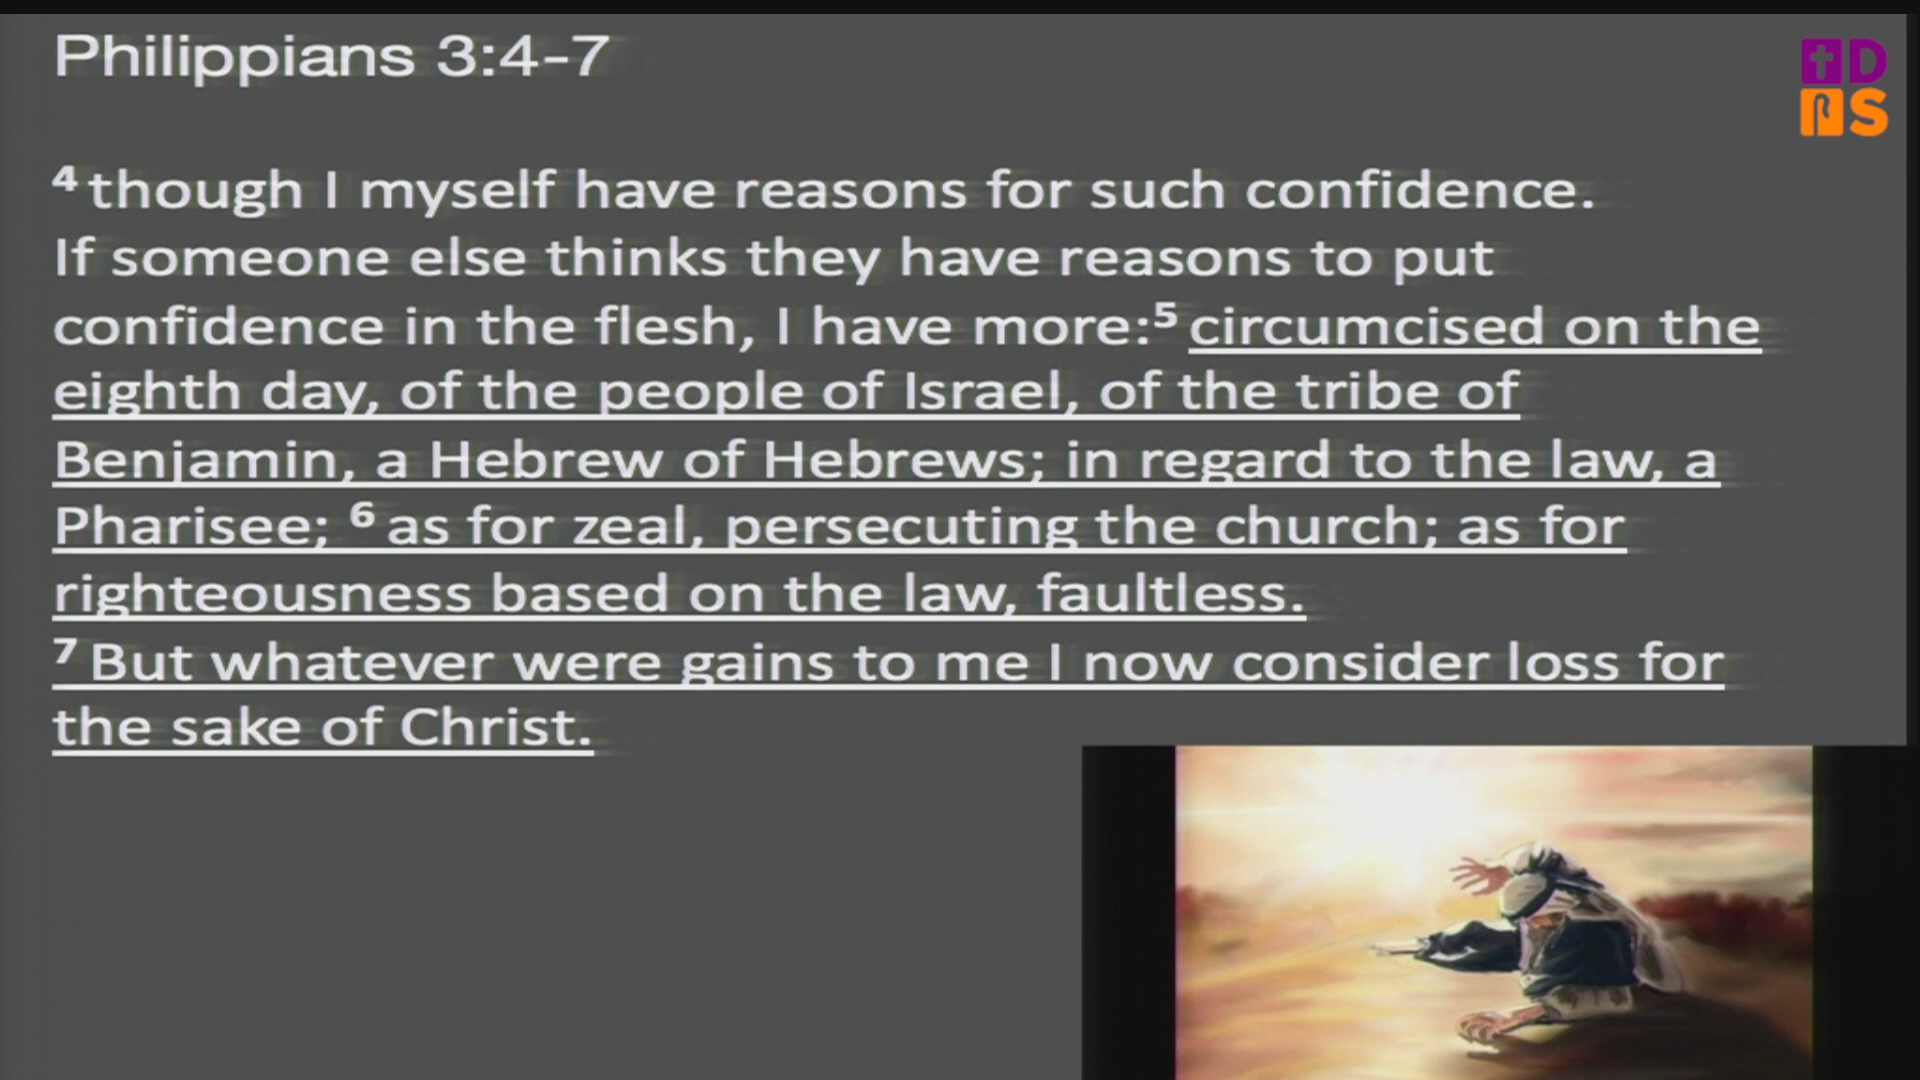 Philippians 3:4-7
DS
⁴ though I myself have reasons for such confidence.
If someone else thinks they have reasons to put
confidence in the flesh, I have more:⁵ circumcised on the
eighth day, of the people of Israel, of the tribe of
Benjamin, a Hebrew of Hebrews; in regard to the law, a
Pharisee; ⁶ as for zeal, persecuting the church; as for
righteousness based on the law, faultless.
⁷ But whatever were gains to me I now consider loss for
the sake of Christ.